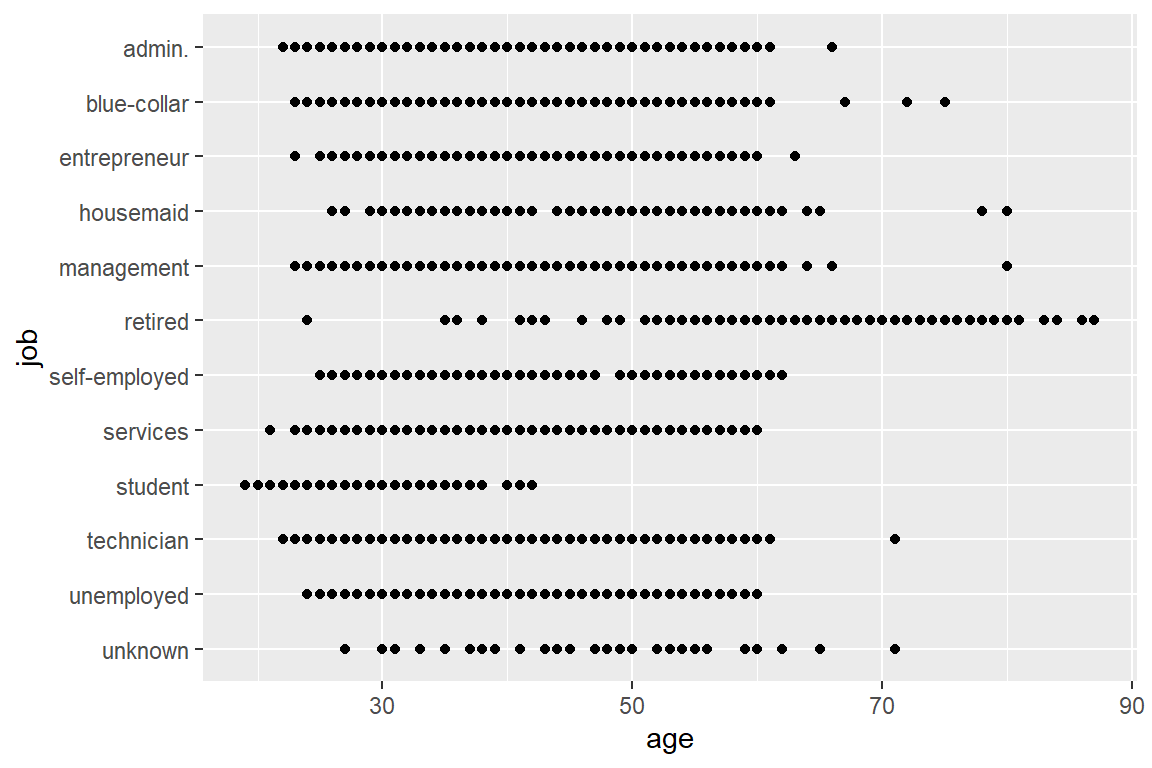 admin.
blue-collar
entrepreneur
housemaid
management
retired
self-employed
services
student
technician
unemployed
unknown
job
30 50 70 90
age